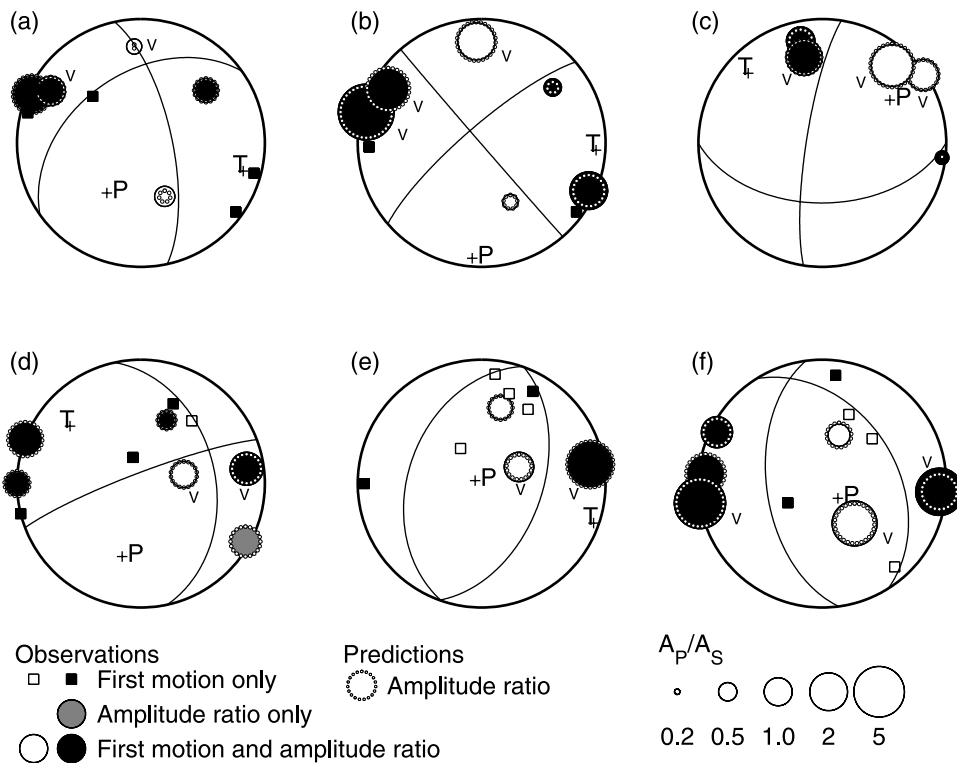 (a) (b) (c)
V V V V V V V
T P T P T P
(d) (e) (f)
V V V V V V
T P P T P
Observations Predictions A_P/A_S
First motion only Amplitude ratio
Amplitude ratio only
First motion and amplitude ratio 0.2 0.5 1.0 2 5